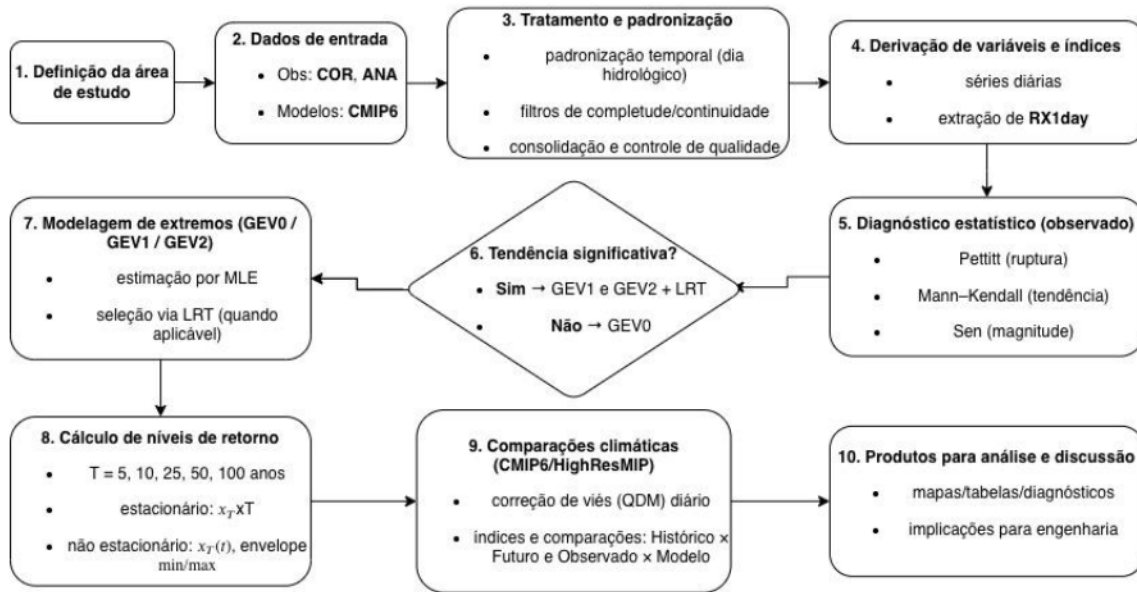 1. Definição da área
de estudo
2. Dados de entrada
• Obs: COR, ANA
• Modelos: CMIP6
3. Tratamento e padronização
• padronização temporal (dia
hidrológico)
• filtros de completude/continuidade
• consolidação e controle de qualidade
4. Derivação de variáveis e índices
• séries diárias
• extração de RX1day
5. Diagnóstico estatístico (observado)
• Pettitt (ruptura)
• Mann–Kendall (tendência)
• Sen (magnitude)
6. Tendência significativa?
• Sim → GEV1 e GEV2 + LRT
• Não → GEV0
7. Modelagem de extremos (GEV0 /
GEV1 / GEV2)
• estimação por MLE
• seleção via LRT (quando
aplicável)
8. Cálculo de níveis de retorno
• T = 5, 10, 25, 50, 100 anos
• estacionário: x_T xT
• não estacionário: x_T(t), envelope
min/max
9. Comparações climáticas
(CMIP6/HighResMIP)
• correção de viés (QDM) diário
• índices e comparações: Histórico ×
Futuro e Observado × Modelo
10. Produtos para análise e discussão
• mapas/tabelas/diagnósticos
• implicações para engenharia